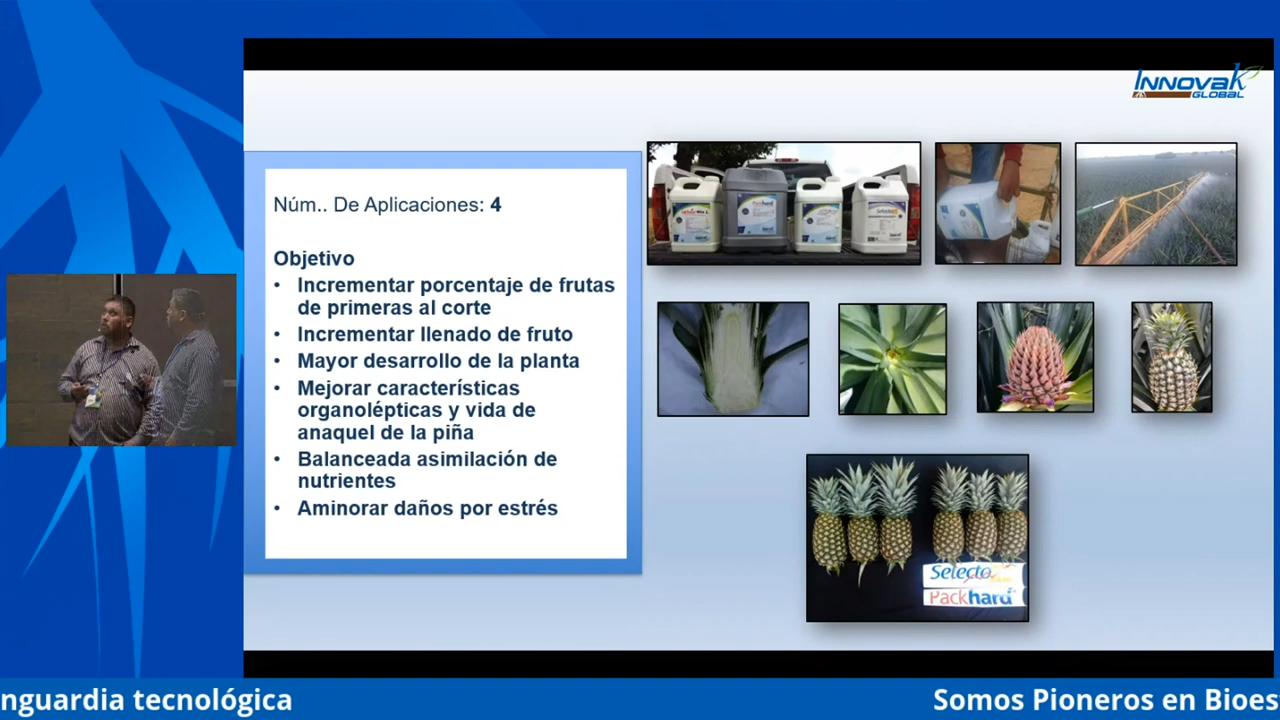 INNOVAK
GLOBAL
Núm.. De Aplicaciones: 4
Objetivo
• Incrementar porcentaje de frutas
de primeras al corte
• Incrementar llenado de fruto
• Mayor desarrollo de la planta
• Mejorar características
organolépticas y vida de
anaquel de la piña
• Balanceada asimilación de
nutrientes
• Aminorar daños por estrés
Packhard
Selecto
Packhard
nguardia tecnológica
Somos Pioneros en Bioes